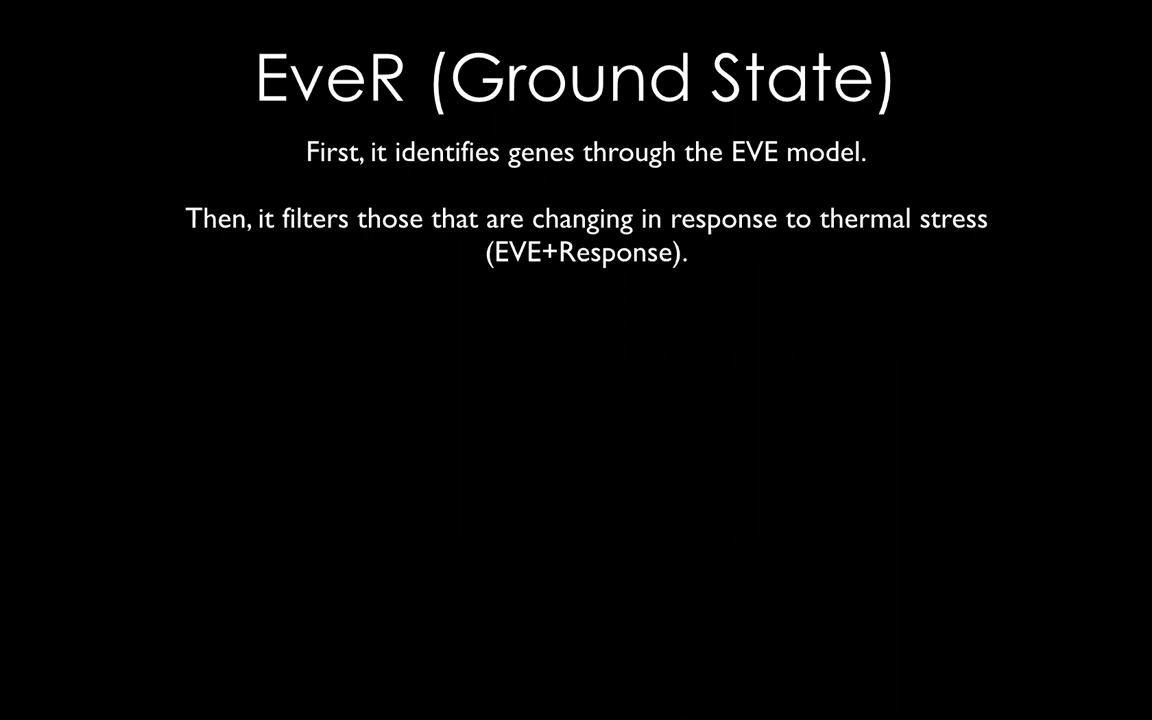 EveR (Ground State)
First, it identifies genes through the EVE model.
Then, it filters those that are changing in response to thermal stress
(EVE+Response).